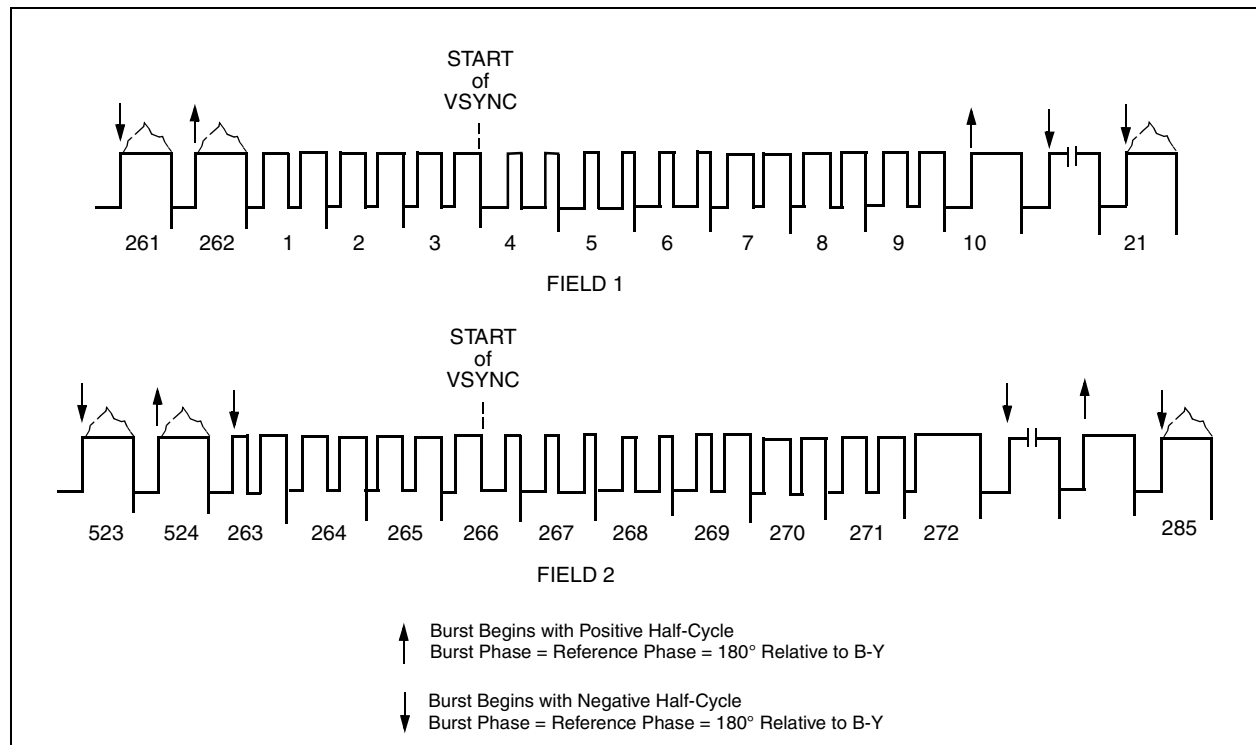 START
of
VSYNC
261 262 1 2 3 4 5 6 7 8 9 10 21
FIELD 1
START
of
VSYNC
523 524 263 264 265 266 267 268 269 270 271 272 285
FIELD 2
Burst Begins with Positive Half-Cycle
Burst Phase = Reference Phase = 180° Relative to B-Y
Burst Begins with Negative Half-Cycle
Burst Phase = Reference Phase = 180° Relative to B-Y